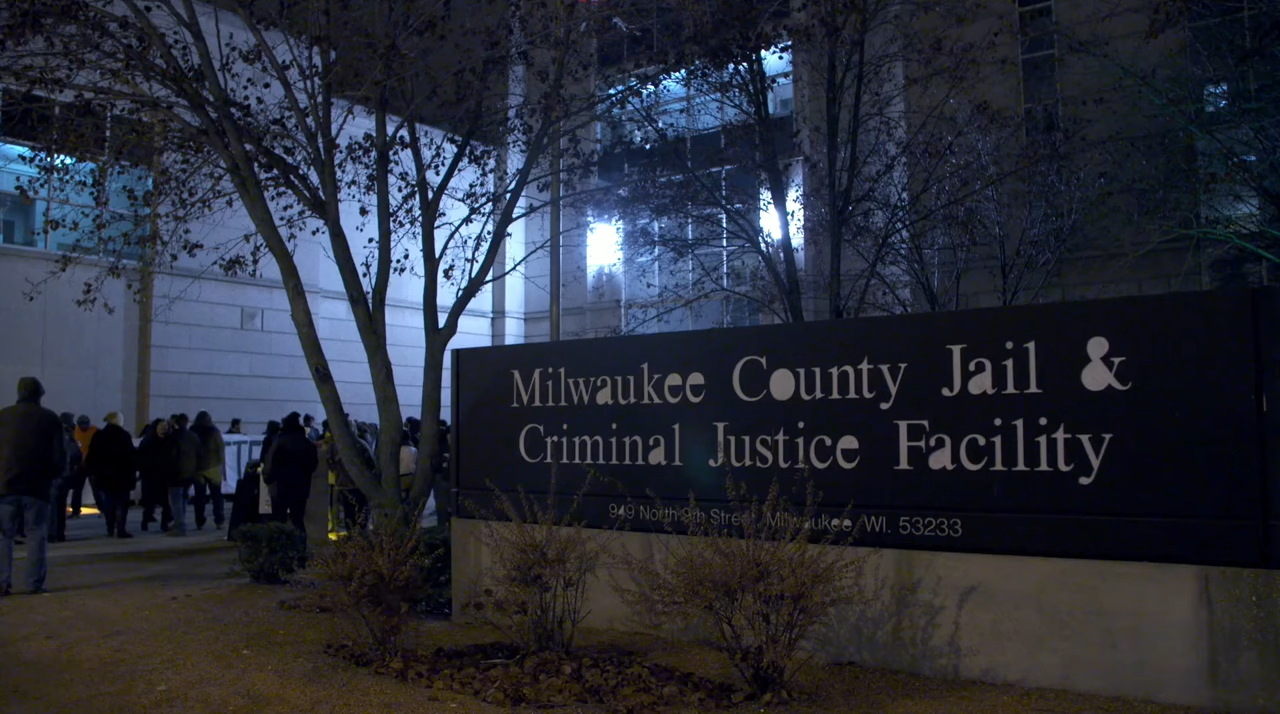 Milwaukee County Jail &
Criminal Justice Facility
949 North 9th Street, Milwaukee WI. 53233